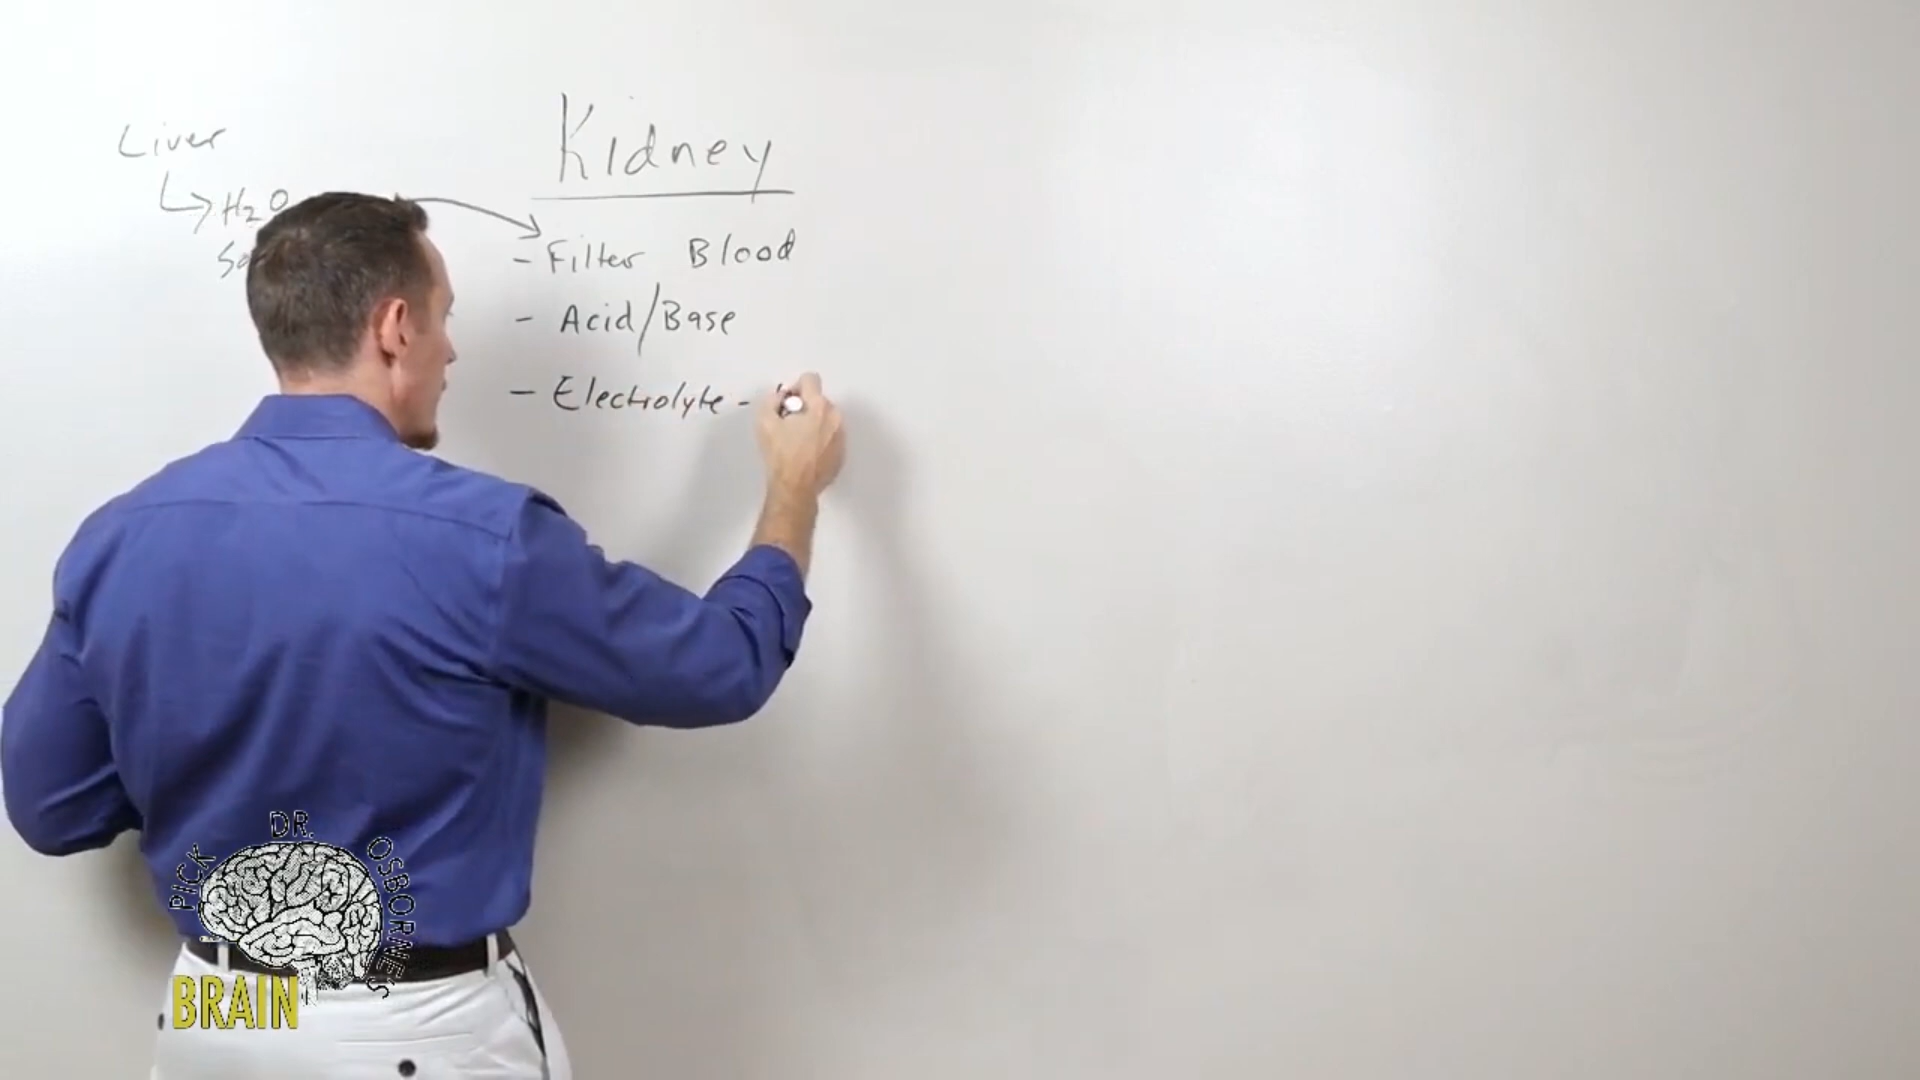 Liver
H₂O
Kidney
- Filter Blood
- Acid/Base
- Electrolyte -
PICK DR. OSBORNE'S
BRAIN